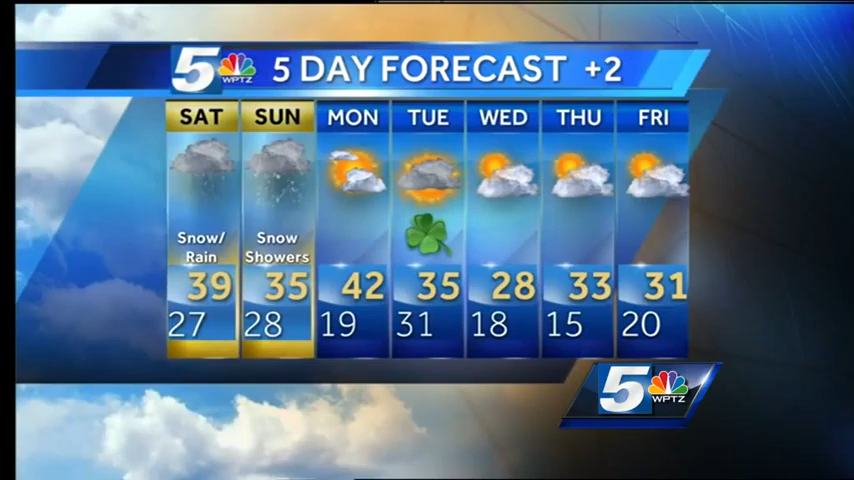 5 WPTZ 5 DAY FORECAST +2
SAT SUN MON TUE WED THU FRI
Snow/ Rain
Snow Showers
39 35 42 35 28 33 31
27 28 19 31 18 15 20
5 WPTZ